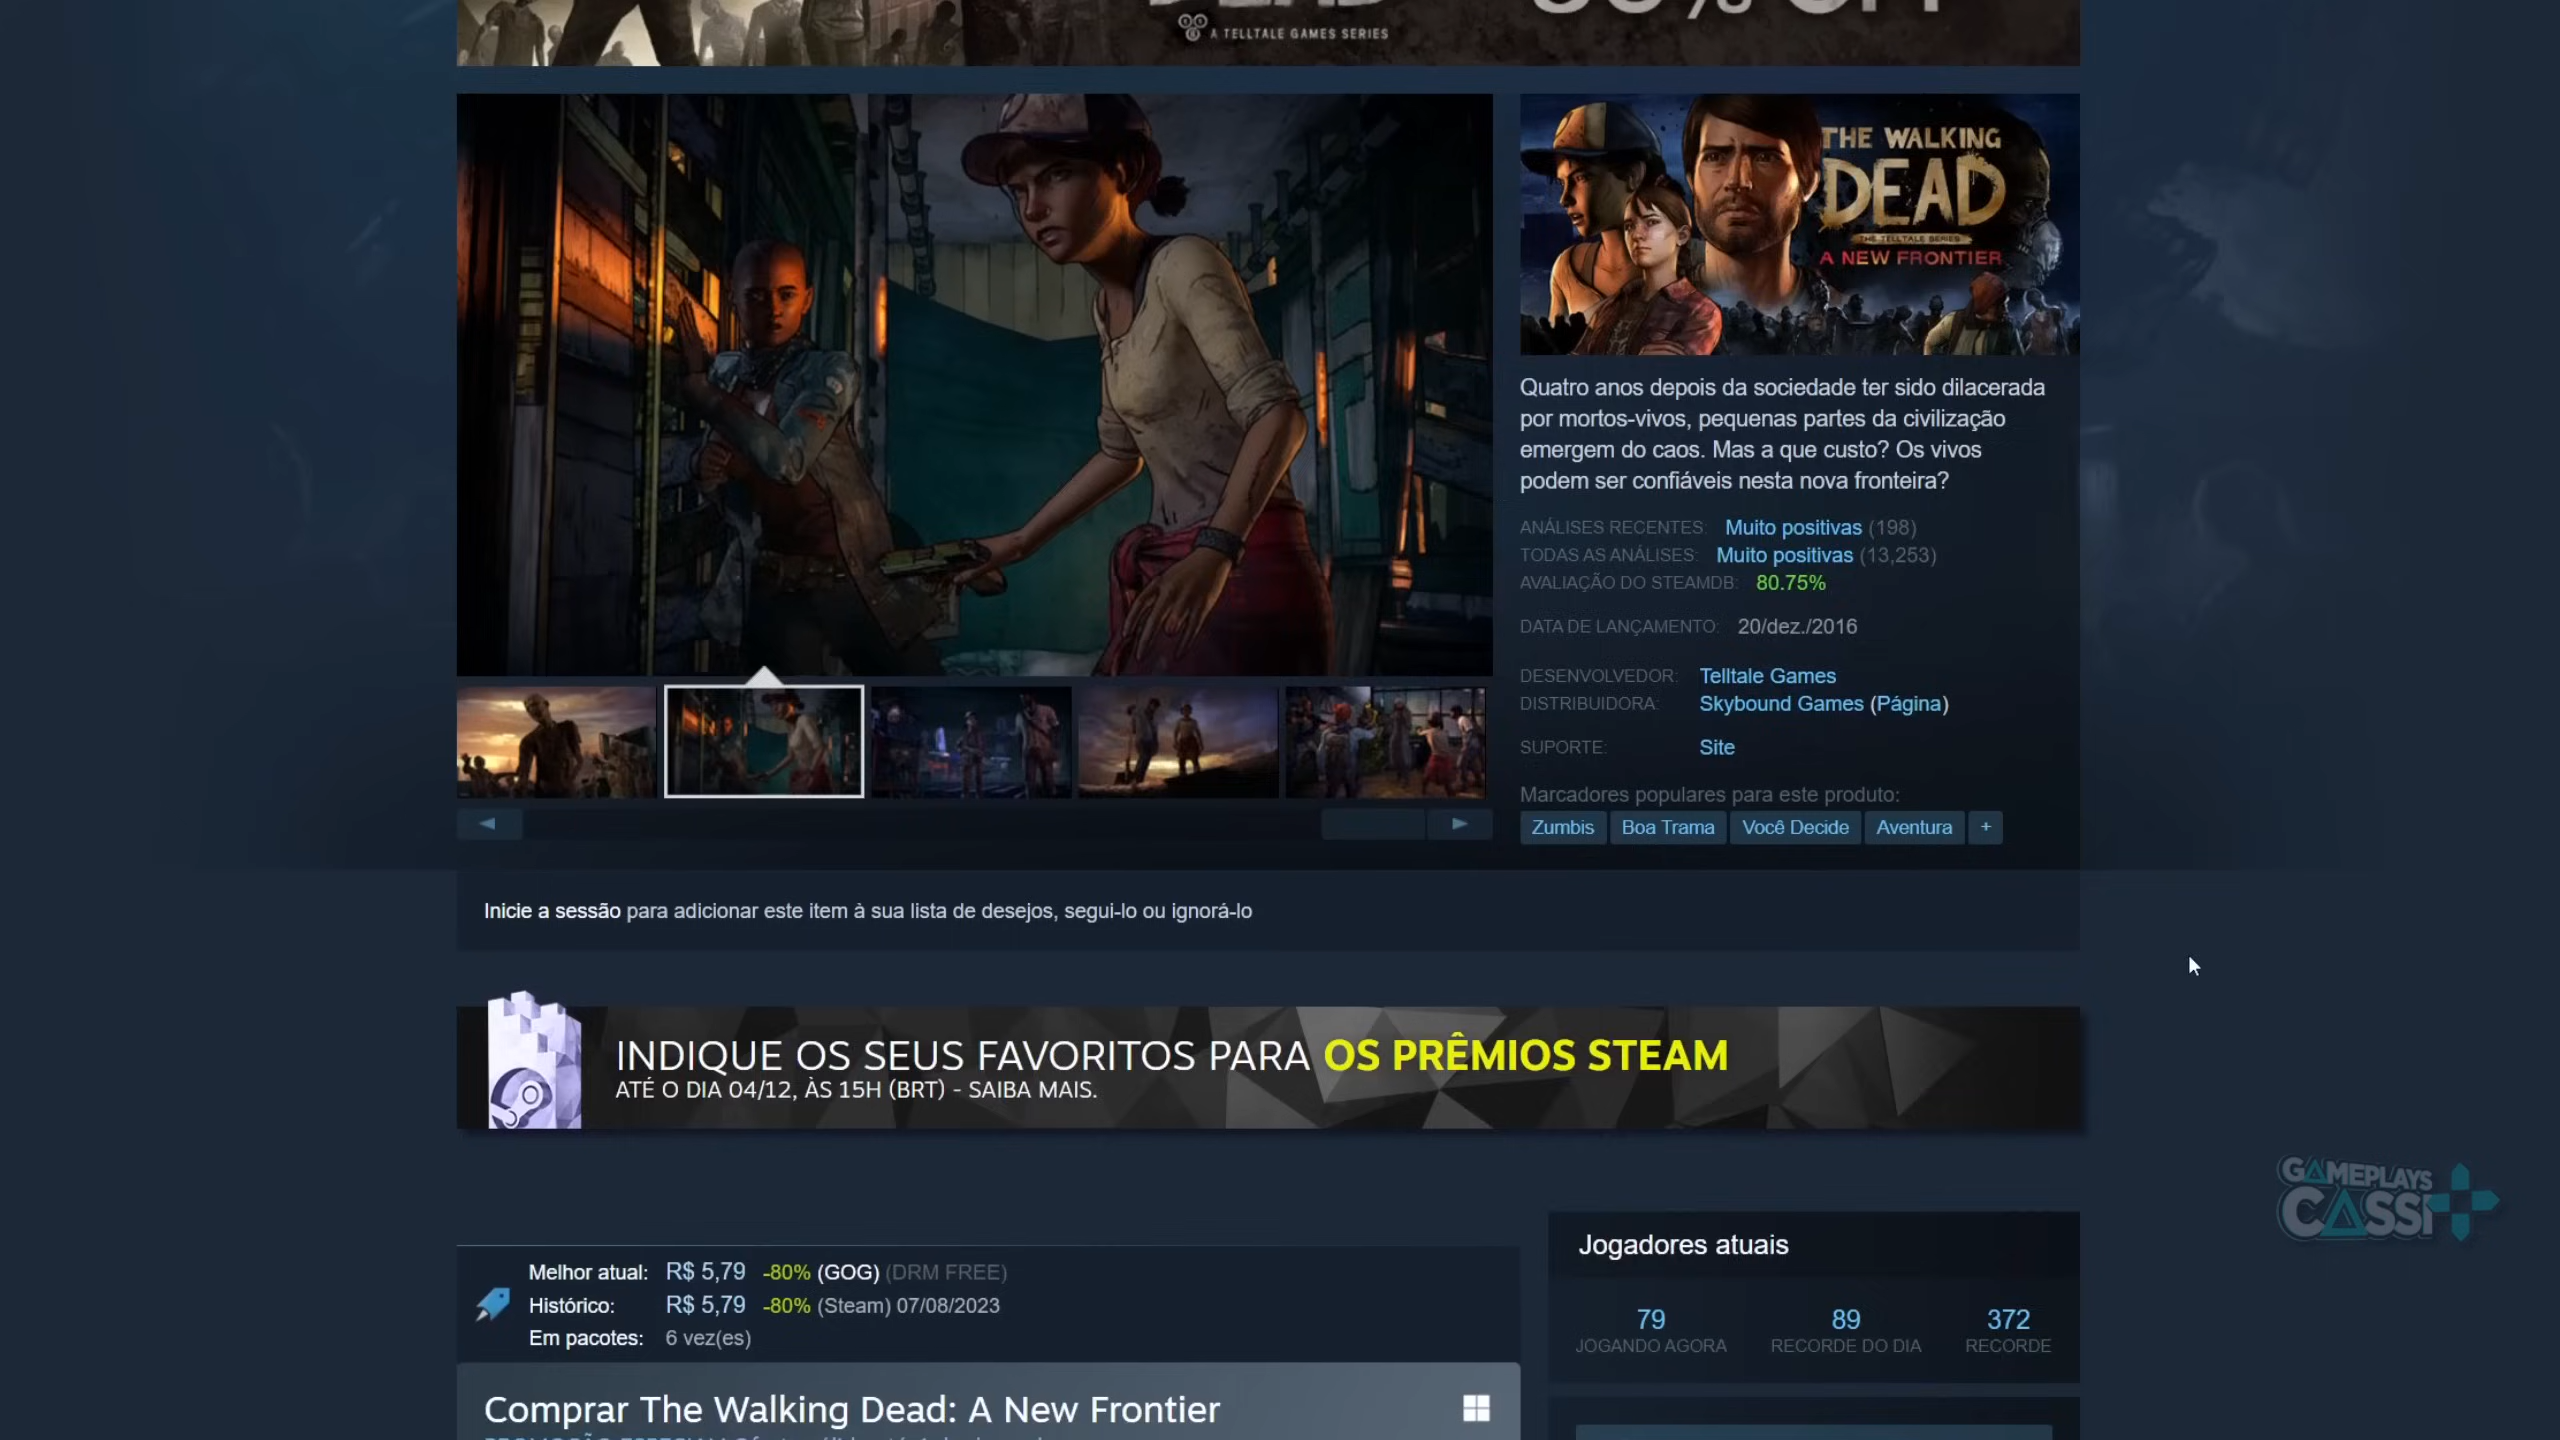 A TELLTALE GAMES SERIES
THE WALKING
DEAD
THE TELLTALE SERIES
A NEW FRONTIER
Quatro anos depois da sociedade ter sido dilacerada
por mortos-vivos, pequenas partes da civilização
emergem do caos. Mas a que custo? Os vivos
podem ser confiáveis nesta nova fronteira?
ANÁLISES RECENTES: Muito positivas (198)
TODAS AS ANÁLISES: Muito positivas (13,253)
AVALIAÇÃO DO STEAMDB: 80.75%
DATA DE LANÇAMENTO: 20/dez./2016
DESENVOLVEDOR: Telltale Games
DISTRIBUIDORA: Skybound Games (Página)
SUPORTE: Site
Marcadores populares para este produto:
Zumbis Boa Trama Você Decide Aventura +
Inicie a sessão para adicionar este item à sua lista de desejos, segui-lo ou ignorá-lo
INDIQUE OS SEUS FAVORITOS PARA OS PRÊMIOS STEAM
ATÉ O DIA 04/12, ÀS 15H (BRT) - SAIBA MAIS.
GAMEPLAYS
CASSI
Melhor atual: R$ 5,79 -80% (GOG) (DRM FREE)
Histórico: R$ 5,79 -80% (Steam) 07/08/2023
Em pacotes: 6 vez(es)
Jogadores atuais
79 89 372
JOGANDO AGORA RECORDE DO DIA RECORDE
Comprar The Walking Dead: A New Frontier